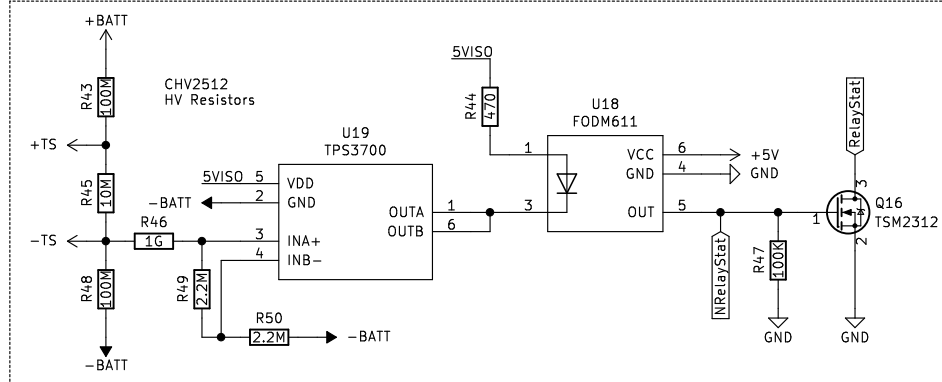 +BATT
R43
100M
CHV2512
HV Resistors
+TS
R45
10M
-TS
R48
100M
-BATT
R46
1G
R49
2.2M
R50
2.2M
-BATT
U19
TPS3700
5VISO
5
VDD
-BATT
2
GND
3
INA+
4
INB-
OUTA
1
OUTB
6
5VISO
R44
470
U18
FODM611
1
3
VCC
6
+5V
GND
4
GND
OUT
5
NRelayStat
R47
100K
GND
RelayStat
3
1
2
Q16
TSM2312
GND